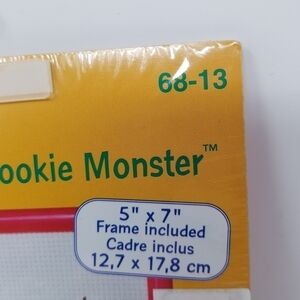 68-13
ookie Monster™
5" x 7"
Frame included
Cadre inclus
12,7 x 17,8 cm